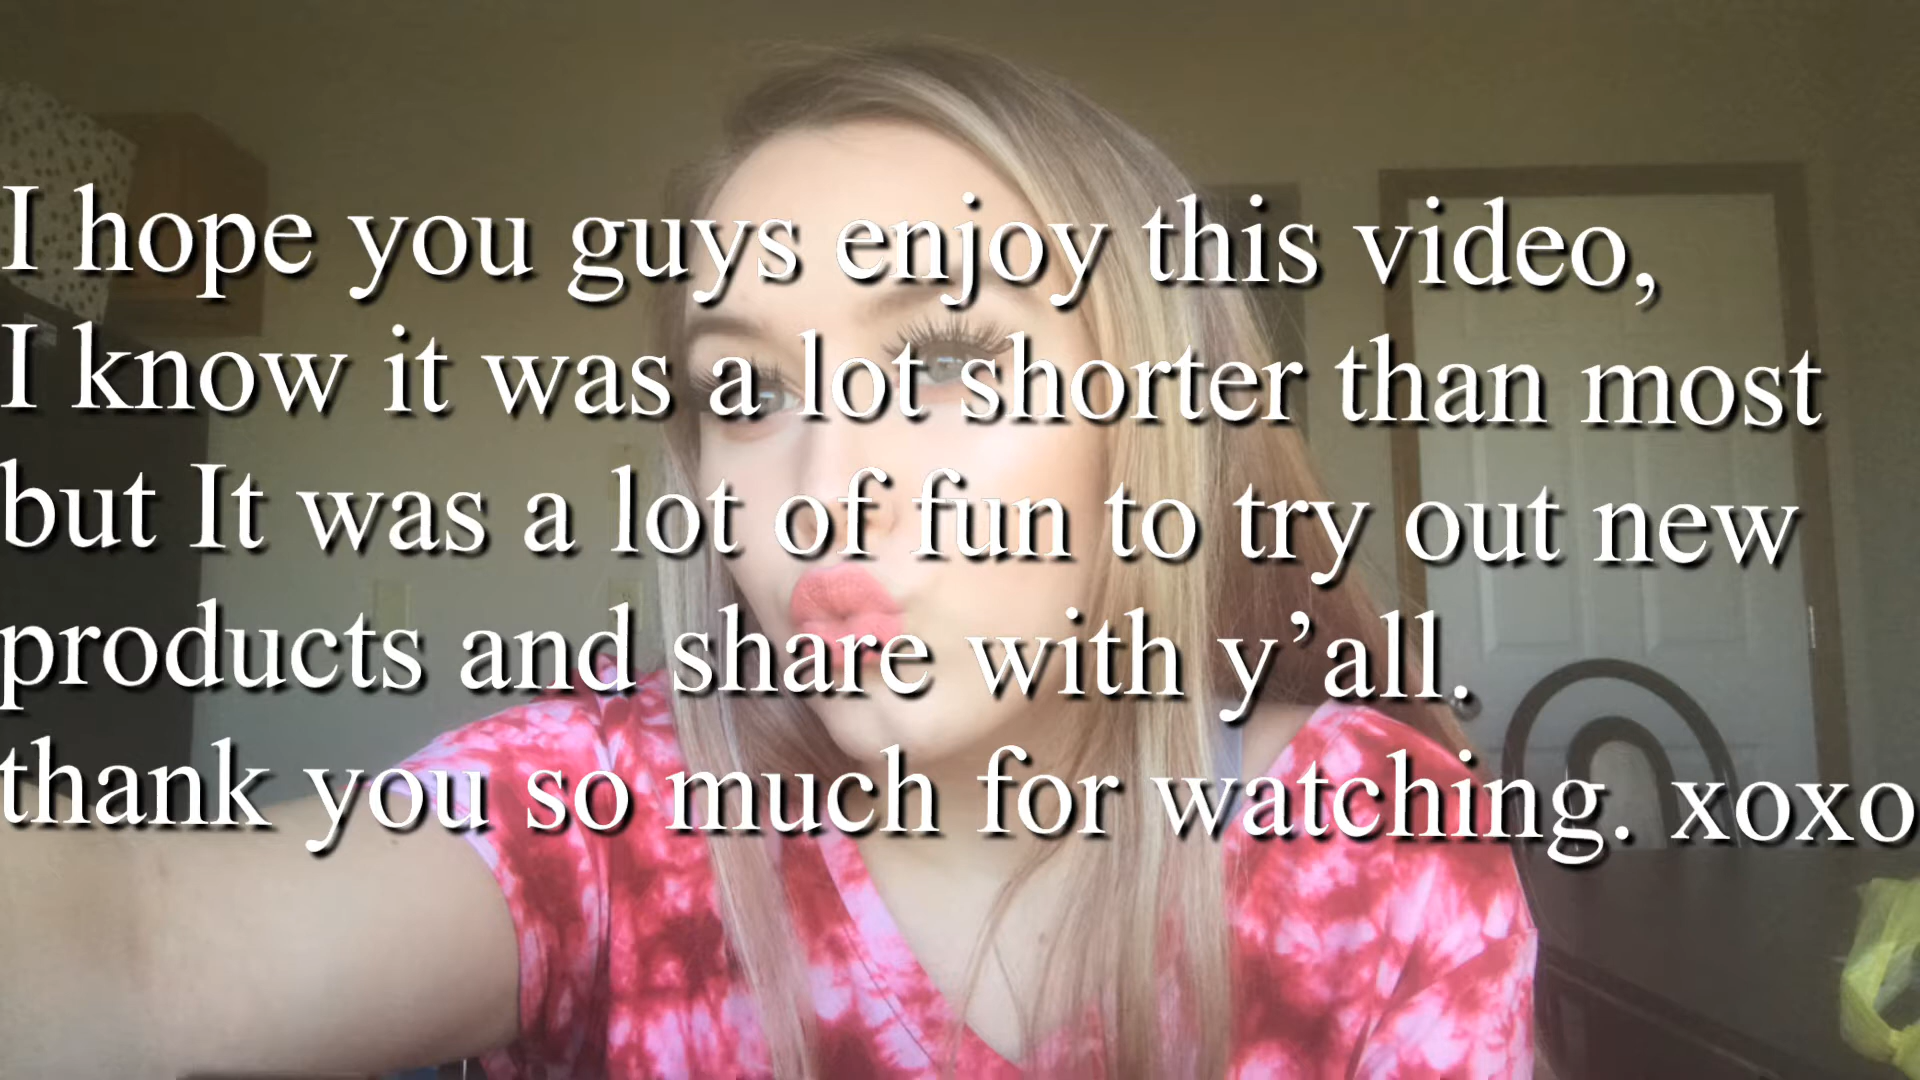 I hope you guys enjoy this video,
I know it was a lot shorter than most
but It was a lot of fun to try out new
products and share with y’all.
thank you so much for watching. xoxo